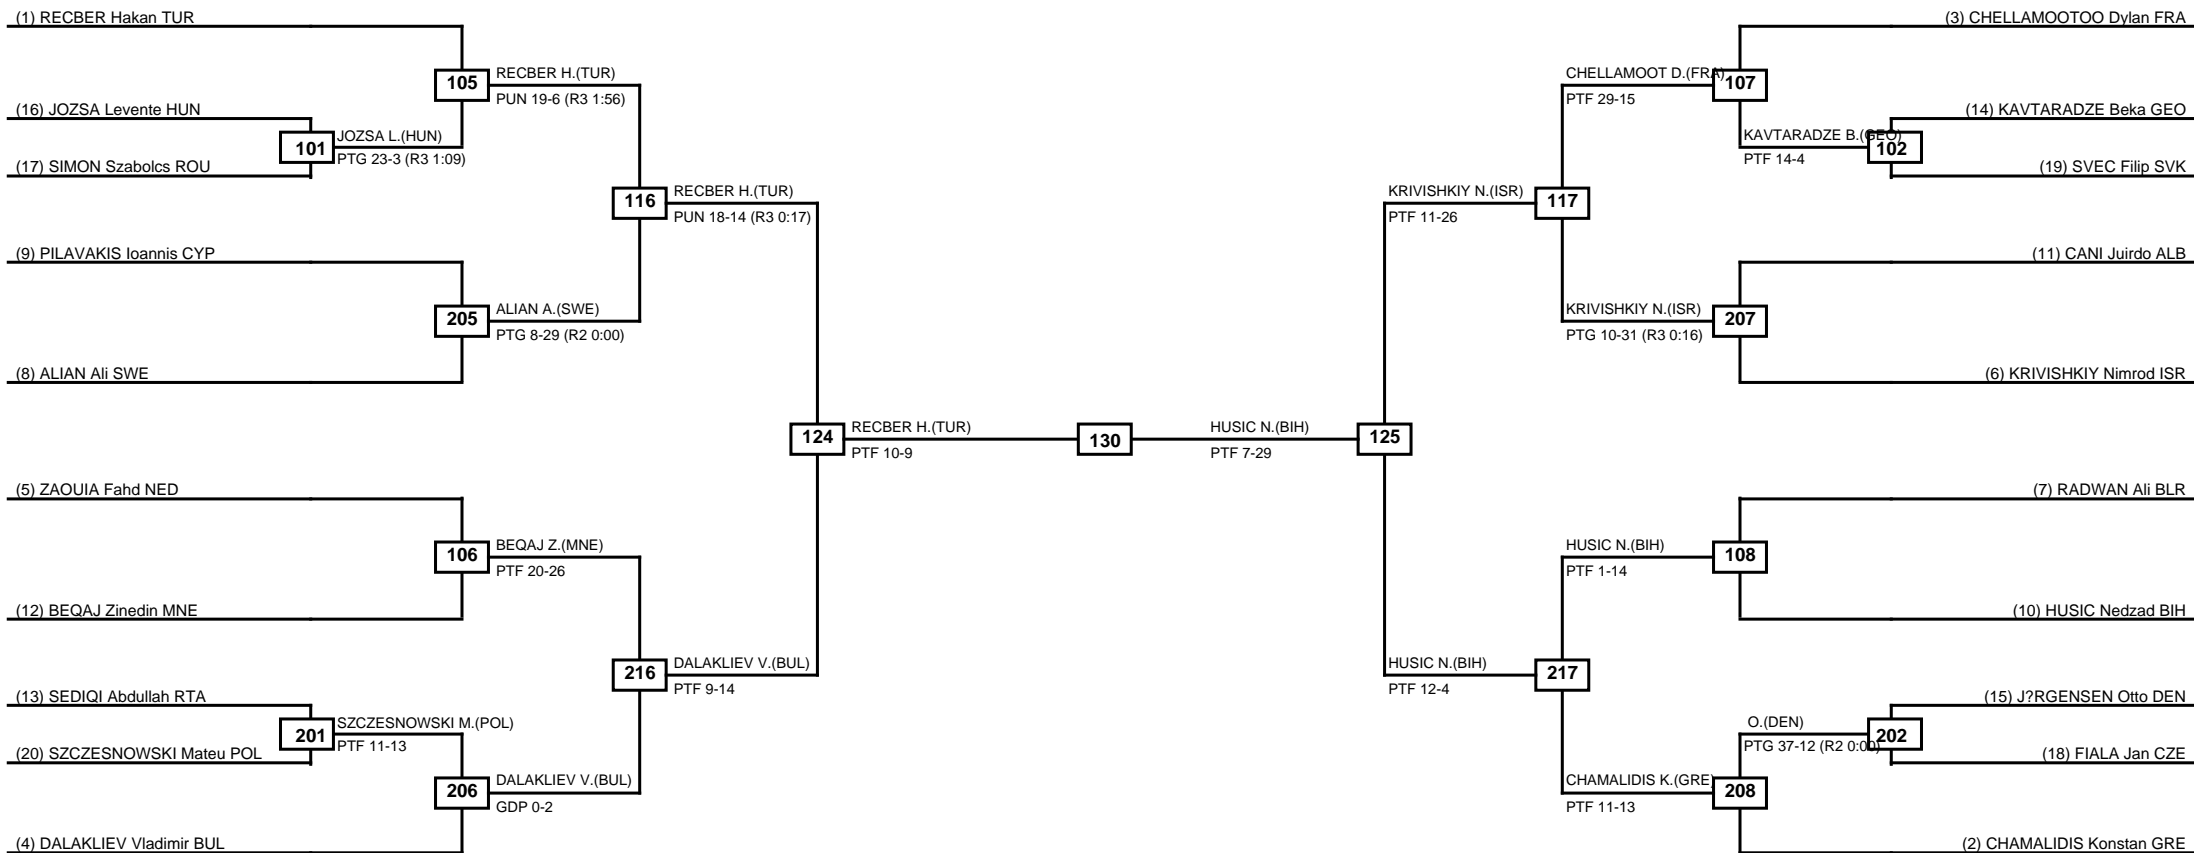 (1) RECBER Hakan TUR
(16) JOZSA Levente HUN
(17) SIMON Szabolcs ROU
(9) PILAVAKIS Ioannis CYP
(8) ALIAN Ali SWE
(5) ZAOUIA Fahd NED
(12) BEQAJ Zinedin MNE
(13) SEDIQI Abdullah RTA
(20) SZCZESNOWSKI Mateu POL
(4) DALAKLIEV Vladimir BUL
101
JOZSA L.(HUN)
PTG 23-3 (R3 1:09)
201
SZCZESNOWSKI M.(POL)
PTF 11-13
105
RECBER H.(TUR)
PUN 19-6 (R3 1:56)
205
ALIAN A.(SWE)
PTG 8-29 (R2 0:00)
106
BEQAJ Z.(MNE)
PTF 20-26
206
DALAKLIEV V.(BUL)
GDP 0-2
116
RECBER H.(TUR)
PUN 18-14 (R3 0:17)
216
DALAKLIEV V.(BUL)
PTF 9-14
124
RECBER H.(TUR)
PTF 10-9
130
HUSIC N.(BIH)
PTF 7-29
125
KRIVISHKIY N.(ISR)
PTF 11-26
117
HUSIC N.(BIH)
PTF 12-4
217
CHELLAMOOT D.(FRA)
PTF 29-15
107
KRIVISHKIY N.(ISR)
PTG 10-31 (R3 0:16)
207
HUSIC N.(BIH)
PTF 1-14
108
CHAMALIDIS K.(GRE)
PTF 11-13
208
KAVTARADZE B.(GEO)
PTF 14-4
102
O.(DEN)
PTG 37-12 (R2 0:00)
202
(3) CHELLAMOOTOO Dylan FRA
(14) KAVTARADZE Beka GEO
(19) SVEC Filip SVK
(11) CANI Juirdo ALB
(6) KRIVISHKIY Nimrod ISR
(7) RADWAN Ali BLR
(10) HUSIC Nedzad BIH
(15) J?RGENSEN Otto DEN
(18) FIALA Jan CZE
(2) CHAMALIDIS Konstan GRE